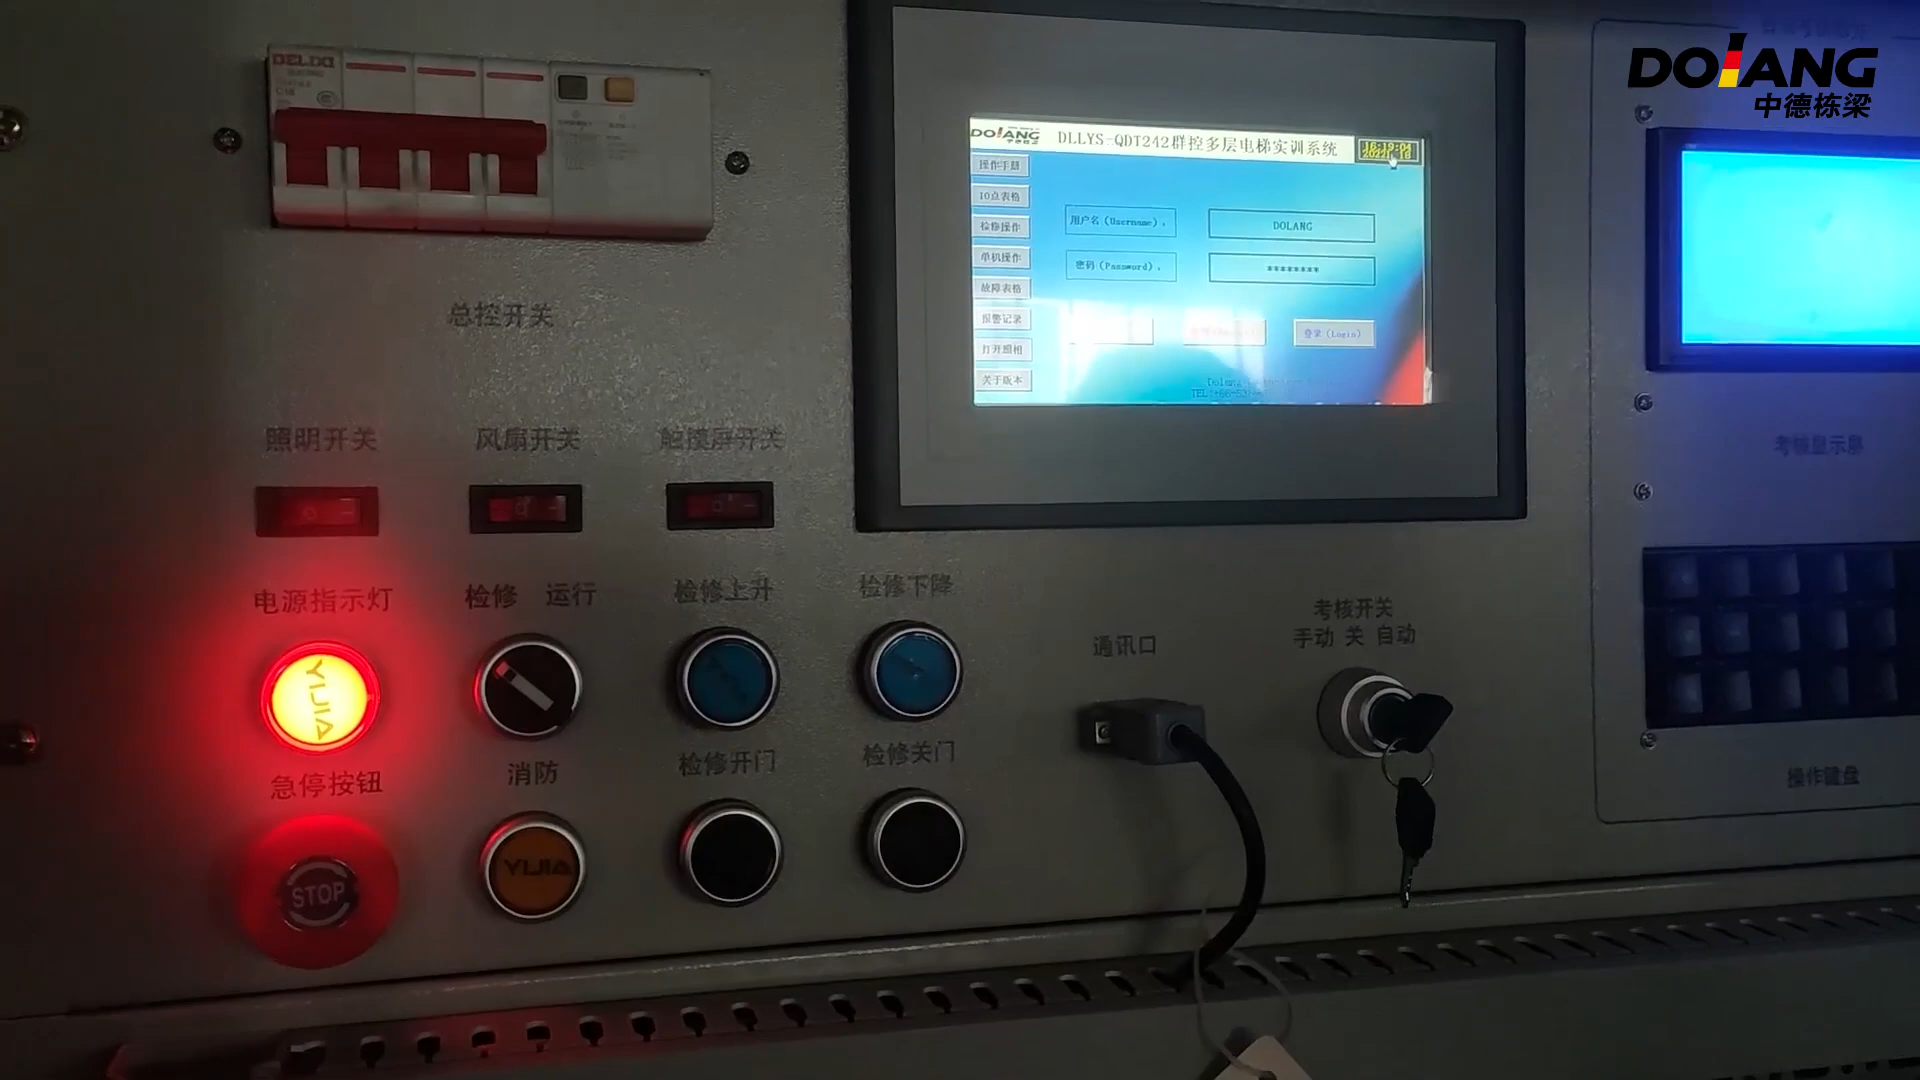 DOLANG
中德栋梁
DELIXI
DOLANG
中德栋梁
DLLYS-QDT242群控多层电梯实训系统
操作手册
IO点表格
检修操作
单机操作
故障表格
报警记录
打开照相
关于版本
用户名(Username):
DOLANG
密码(Password):
*******
登录(Login)
总控开关
照明开关
风扇开关
触摸屏开关
考核显示屏
电源指示灯
检修 运行
检修上升
检修下降
YIJIA
通讯口
考核开关
手动 关 自动
急停按钮
消防
检修开门
检修关门
操作键盘
STOP
YIJIA